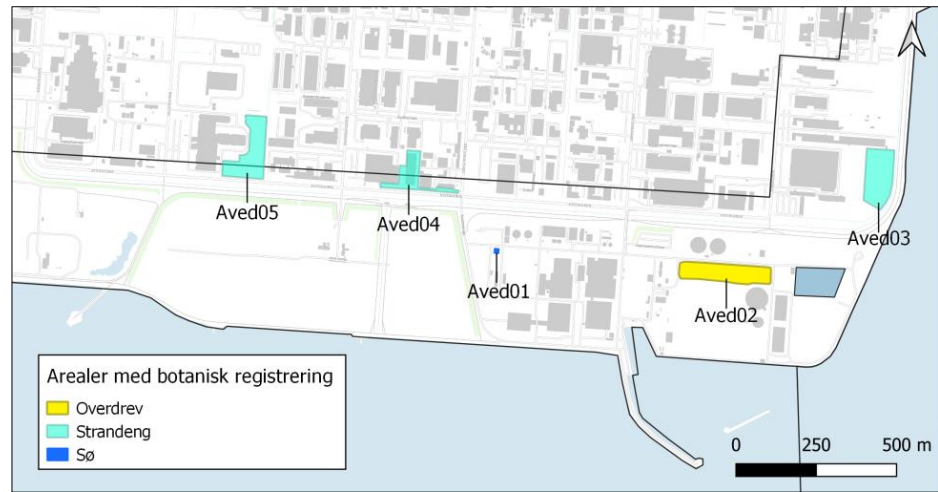 Aved05
Aved04
Aved03
Aved01
Aved02
Arealer med botanisk registrering
Overdrev
Strandeng
Sø
0 250 500 m